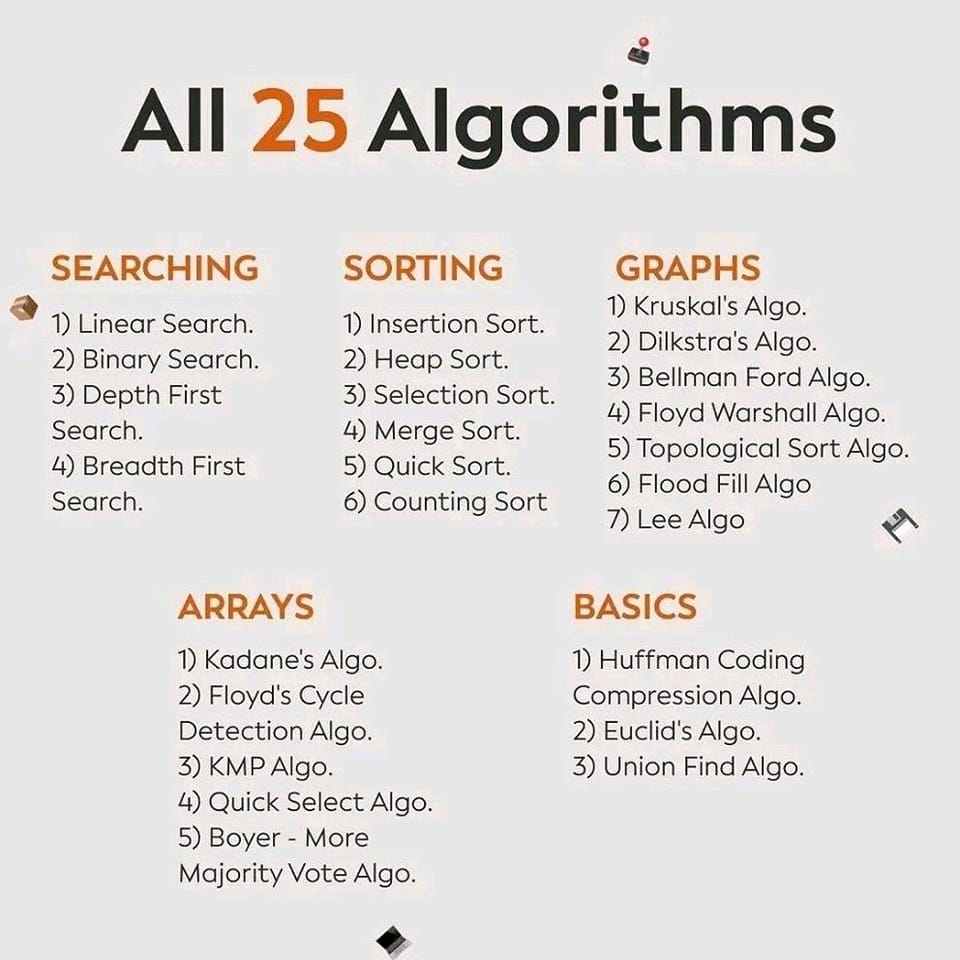 All 25 Algorithms
SEARCHING
1) Linear Search.
2) Binary Search.
3) Depth First
Search.
4) Breadth First
Search.
SORTING
1) Insertion Sort.
2) Heap Sort.
3) Selection Sort.
4) Merge Sort.
5) Quick Sort.
6) Counting Sort
GRAPHS
1) Kruskal's Algo.
2) Dilkstra's Algo.
3) Bellman Ford Algo.
4) Floyd Warshall Algo.
5) Topological Sort Algo.
6) Flood Fill Algo
7) Lee Algo
ARRAYS
1) Kadane's Algo.
2) Floyd's Cycle
Detection Algo.
3) KMP Algo.
4) Quick Select Algo.
5) Boyer - More
Majority Vote Algo.
BASICS
1) Huffman Coding
Compression Algo.
2) Euclid's Algo.
3) Union Find Algo.